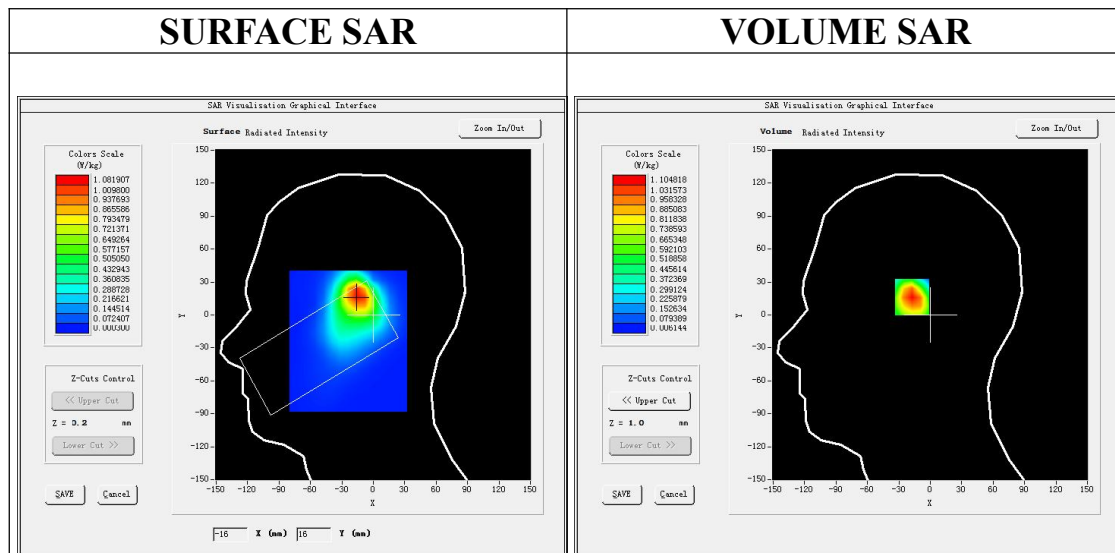 SURFACE SAR
VOLUME SAR
SAR Visualisation Graphical Interface
Surface Radiated Intensity
Zoom In/Out
Colors Scale
(W/kg)
1.081907
1.009800
0.937693
0.865586
0.793479
0.721371
0.649264
0.577157
0.505050
0.432943
0.360835
0.288728
0.216621
0.144514
0.072407
0.000300
Z-Cuts Control
<< Upper Cut
Z = 0.2 mm
Lower Cut >>
SAVE Cancel
150
120
90
60
30
0
-30
-60
-90
-120
-150
Y
-150 -120 -90 -60 -30 0 30 60 90 120 150
X
-16 X (mm) 16 Y (mm)
SAR Visualisation Graphical Interface
Volume Radiated Intensity
Zoom In/Out
Colors Scale
(W/kg)
1.104818
1.031573
0.958328
0.885083
0.811838
0.738593
0.665348
0.592103
0.518858
0.445614
0.372369
0.299124
0.225879
0.152634
0.079389
0.006144
Z-Cuts Control
<< Upper Cut
Z = 1.0 mm
Lower Cut >>
SAVE Cancel
150
120
90
60
30
0
-30
-60
-90
-120
-150
Y
-150 -120 -90 -60 -30 0 30 60 90 120 150
X